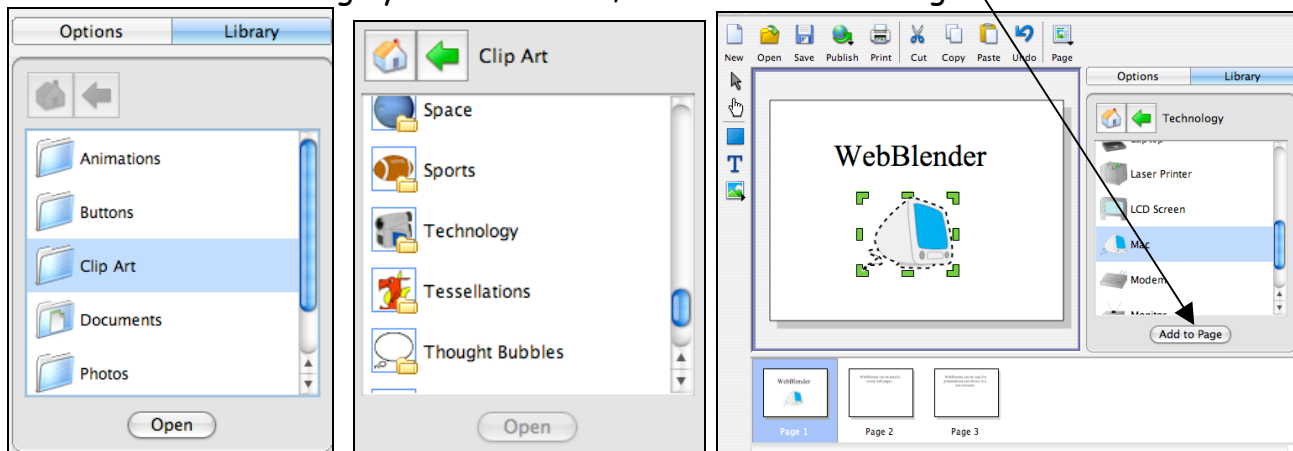 Options Library
Animations
Buttons
Clip Art
Documents
Photos
Open
Clip Art
Space
Sports
Technology
Tessellations
Thought Bubbles
Open
New Open Save Publish Print Cut Copy Paste Undo Page
Options Library
Technology
Laser Printer
LCD Screen
Mac
Modem
Monitor
Add to Page
WebBlender
WebBlender
Page 1
Page 2
Page 3